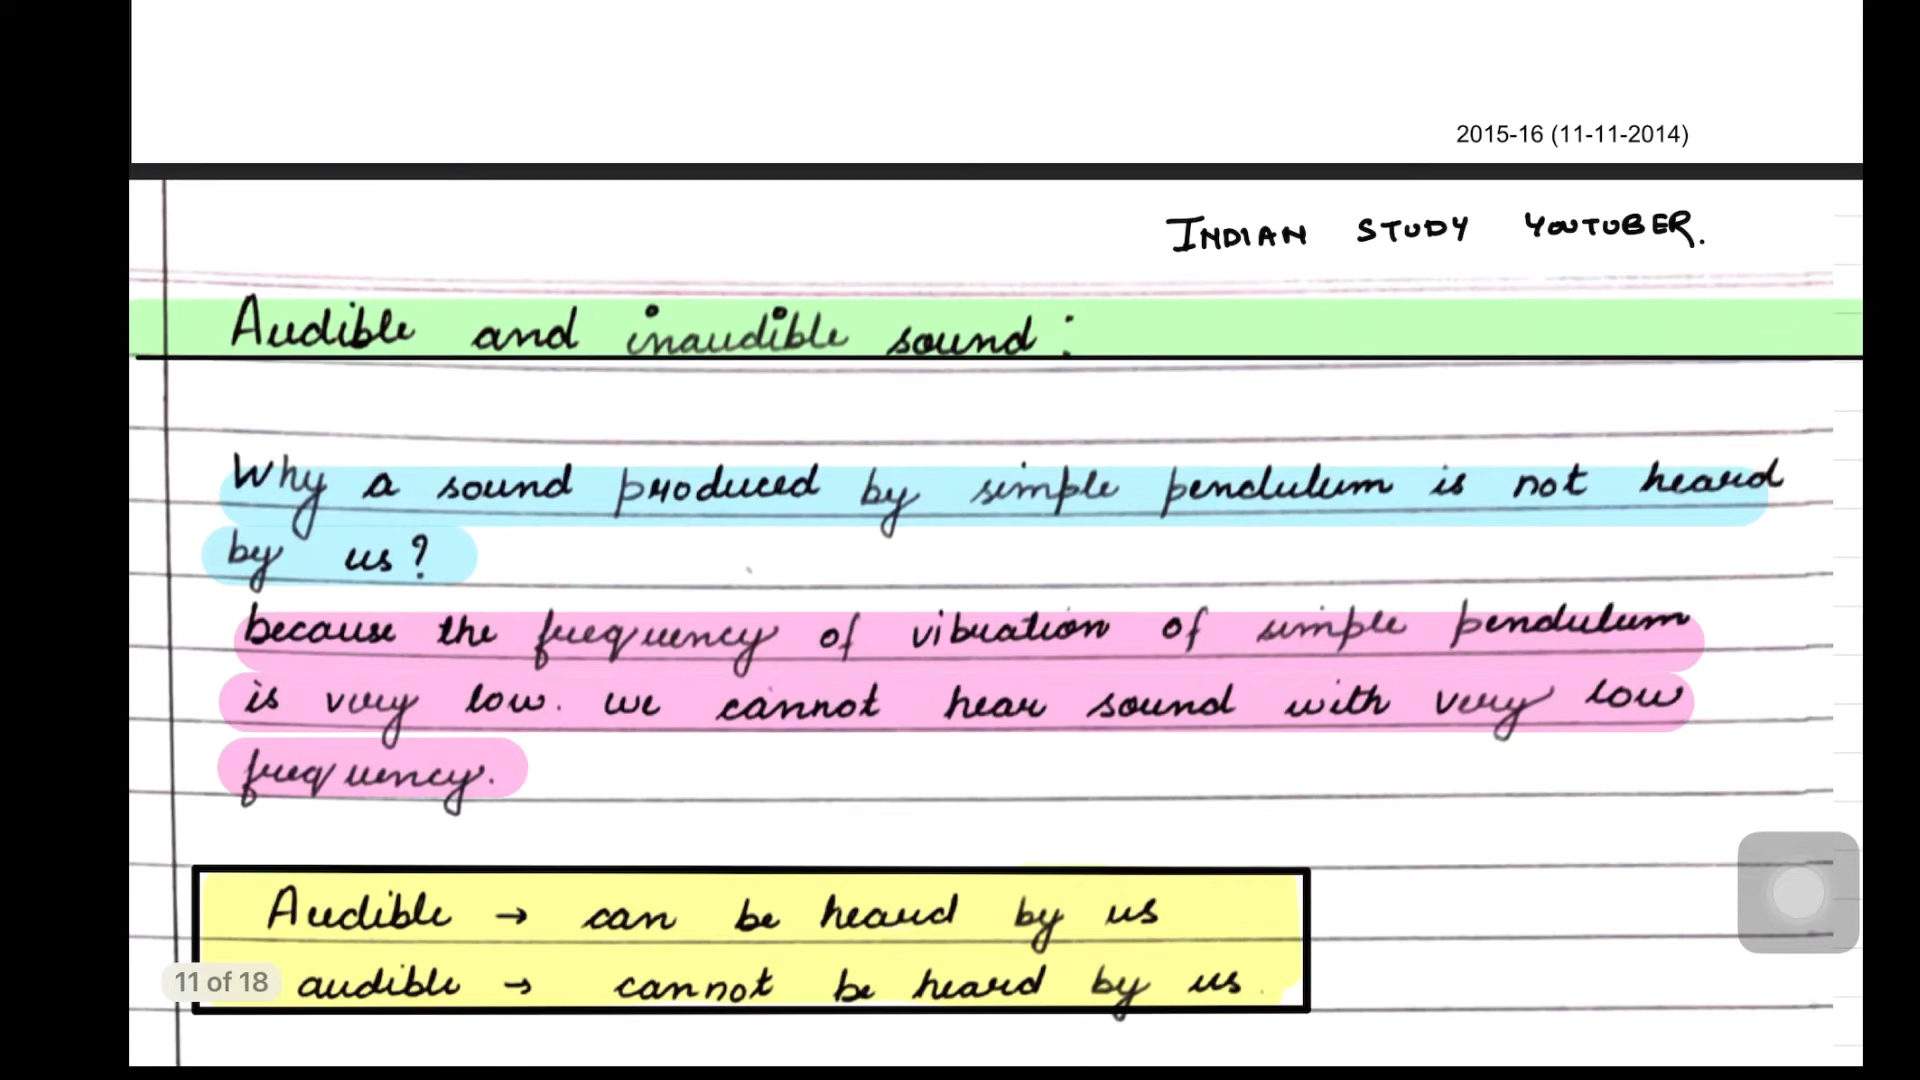 2015-16 (11-11-2014)
INDIAN STUDY YOUTUBER.
Audible and inaudible sound:
Why a sound produced by simple pendulum is not heard
by us?
because the frequency of vibration of simple pendulum
is very low. we cannot hear sound with very low
frequency.
Audible → can be heard by us
audible → cannot be heard by us
11 of 18